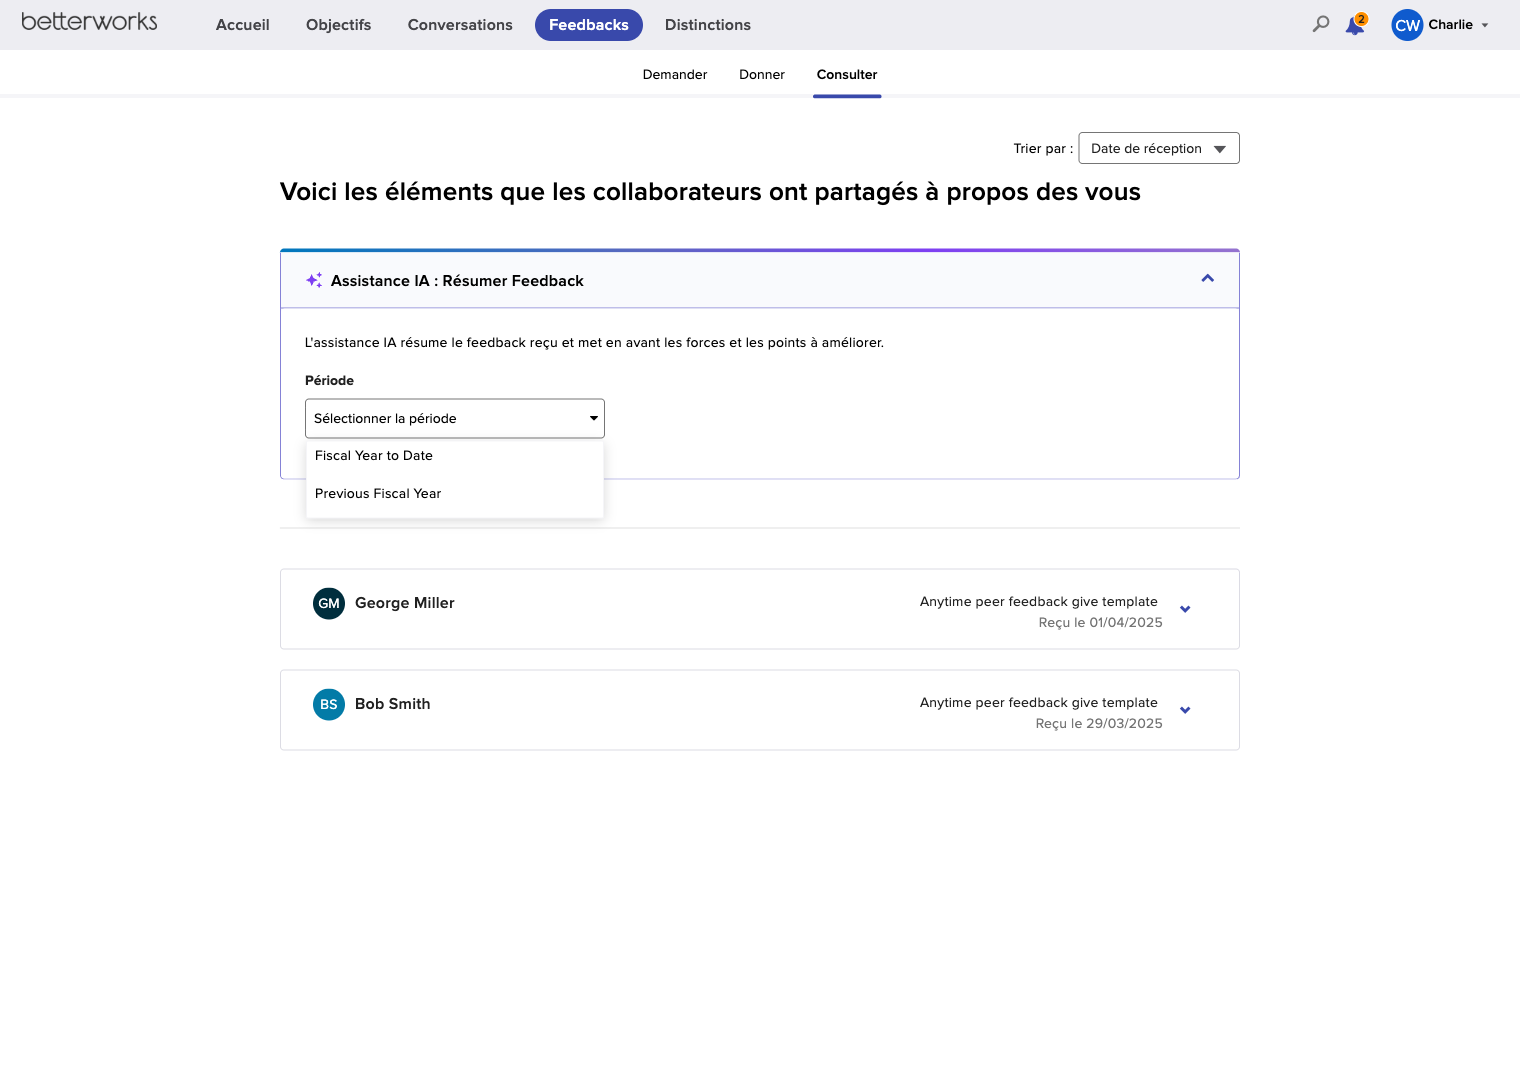 betterworks
Accueil
Objectifs
Conversations
Feedbacks
Distinctions
2
CW
Charlie
Demander
Donner
Consulter
Trier par :
Date de réception
Voici les éléments que les collaborateurs ont partagés à propos des vous
Assistance IA : Résumer Feedback
L'assistance IA résume le feedback reçu et met en avant les forces et les points à améliorer.
Période
Sélectionner la période
Fiscal Year to Date
Previous Fiscal Year
GM
George Miller
Anytime peer feedback give template
Reçu le 01/04/2025
BS
Bob Smith
Anytime peer feedback give template
Reçu le 29/03/2025